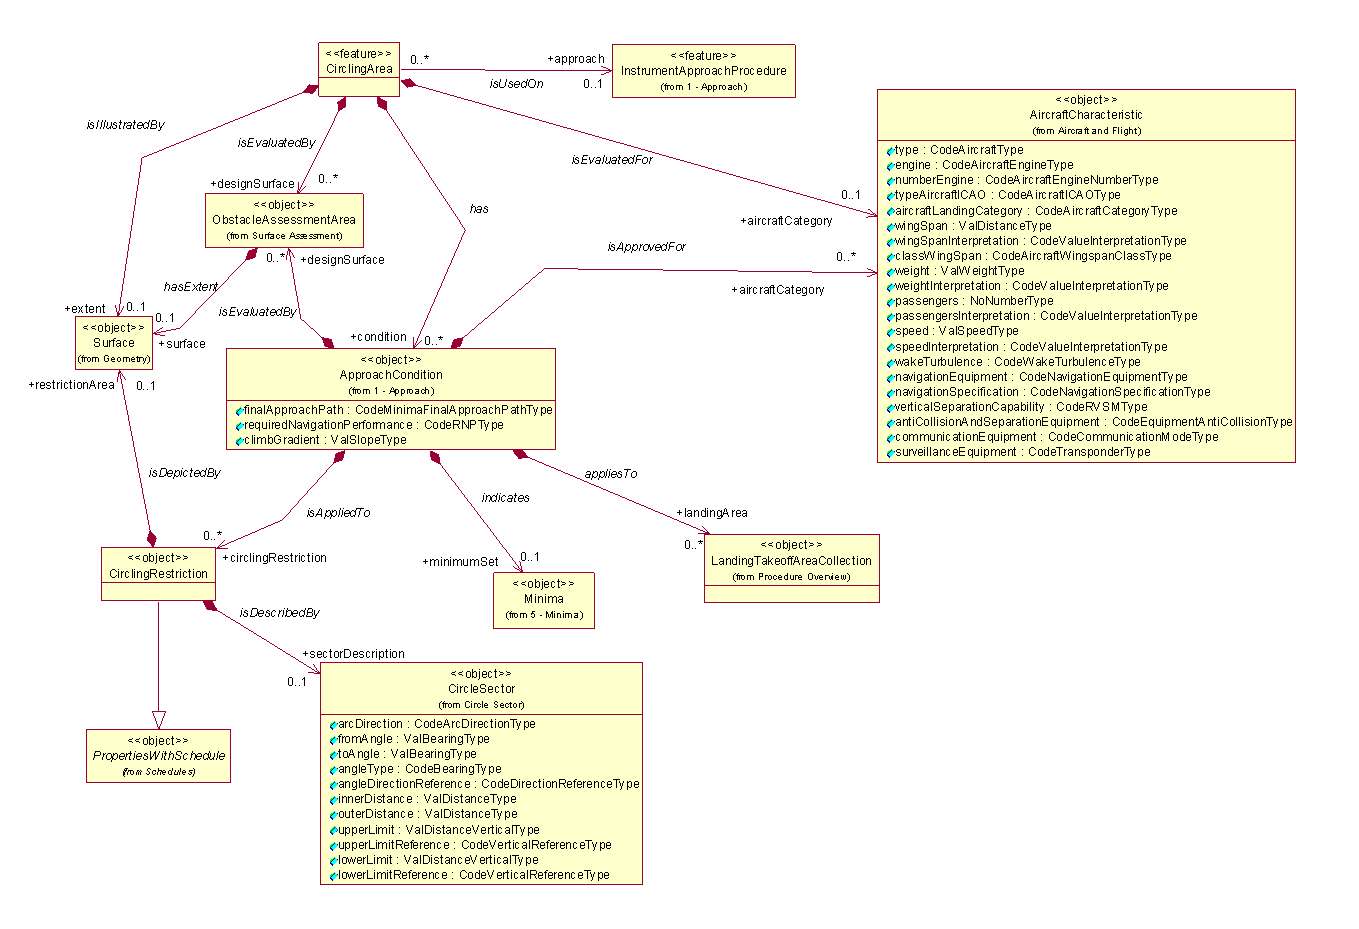 <<feature>>
CirclingArea
0..*
+approach
isUsedOn
0..1
<<feature>>
InstrumentApproachProcedure
(from 1 - Approach)
isIllustratedBy
isEvaluatedBy
+designSurface
0..*
has
isEvaluatedFor
0..1
+aircraftCategory
<<object>>
AircraftCharacteristic
(from Aircraft and Flight)
type : CodeAircraftType
engine : CodeAircraftEngineType
numberEngine : CodeAircraftEngineNumberType
typeAircraftICAO : CodeAircraftICAOType
aircraftLandingCategory : CodeAircraftCategoryType
wingSpan : ValDistanceType
wingSpanInterpretation : CodeValueInterpretationType
classWingSpan : CodeAircraftWingspanClassType
weight : ValWeightType
weightInterpretation : CodeValueInterpretationType
passengers : NoNumberType
passengersInterpretation : CodeValueInterpretationType
speed : ValSpeedType
speedInterpretation : CodeValueInterpretationType
wakeTurbulence : CodeWakeTurbulenceType
navigationEquipment : CodeNavigationEquipmentType
navigationSpecification : CodeNavigationSpecificationType
verticalSeparationCapability : CodeRVSMType
antiCollisionAndSeparationEquipment : CodeEquipmentAntiCollisionType
communicationEquipment : CodeCommunicationModeType
surveillanceEquipment : CodeTransponderType
<<object>>
ObstacleAssessmentArea
(from Surface Assessment)
0..*
+designSurface
isApprovedFor
0..*
+aircraftCategory
hasExtent
isEvaluatedBy
+extent
0..1
0..1
+surface
<<object>>
Surface
(from Geometry)
+restrictionArea
0..1
+condition
0..*
<<object>>
ApproachCondition
(from 1 - Approach)
finalApproachPath : CodeMinimaFinalApproachPathType
requiredNavigationPerformance : CodeRNPType
climbGradient : ValSlopeType
isDepictedBy
isAppliedTo
indicates
appliesTo
0..*
+circlingRestriction
0..1
+minimumSet
+landingArea
0..*
<<object>>
CirclingRestriction
<<object>>
Minima
(from 5 - Minima)
<<object>>
LandingTakeoffAreaCollection
(from Procedure Overview)
isDescribedBy
+sectorDescription
0..1
<<object>>
CircleSector
(from Circle Sector)
arcDirection : CodeArcDirectionType
fromAngle : ValBearingType
toAngle : ValBearingType
angleType : CodeBearingType
angleDirectionReference : CodeDirectionReferenceType
innerDistance : ValDistanceType
outerDistance : ValDistanceType
upperLimit : ValDistanceVerticalType
upperLimitReference : CodeVerticalReferenceType
lowerLimit : ValDistanceVerticalType
lowerLimitReference : CodeVerticalReferenceType
<<object>>
PropertiesWithSchedule
(from Schedules)